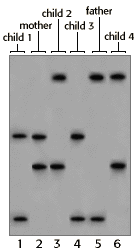 child 2
mother father
child 1 child 3 child 4
1 2 3 4 5 6